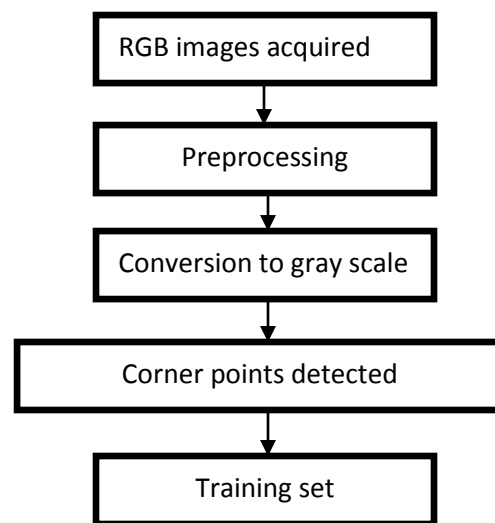 RGB images acquired
Preprocessing
Conversion to gray scale
Corner points detected
Training set